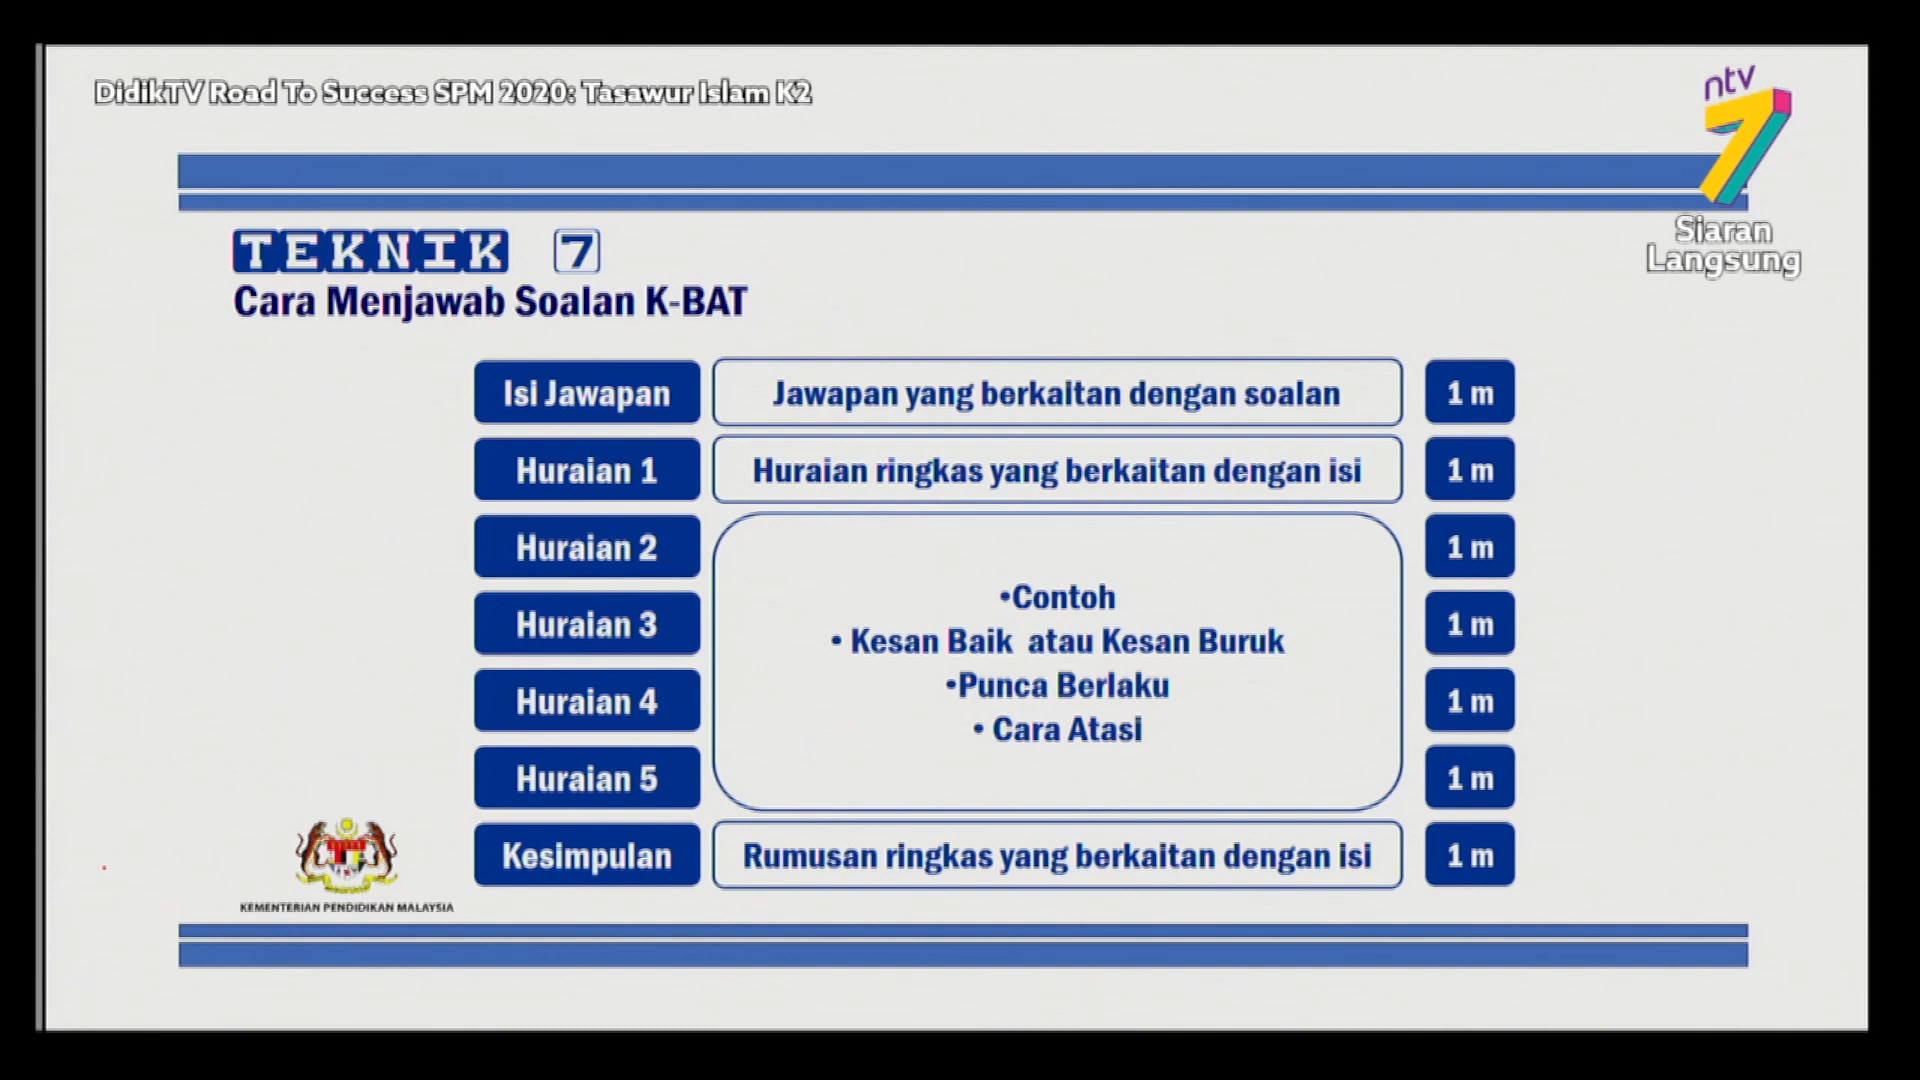 DidikTV Road To Success SPM 2020: Tasawur Islam K2
ntv
7
Siaran
Langsung
TEKNIK 7
Cara Menjawab Soalan K-BAT
Isi Jawapan Jawapan yang berkaitan dengan soalan 1 m
Huraian 1 Huraian ringkas yang berkaitan dengan isi 1 m
Huraian 2 1 m
•Contoh
Huraian 3 1 m
• Kesan Baik atau Kesan Buruk
•Punca Berlaku
Huraian 4 1 m
• Cara Atasi
Huraian 5 1 m
Kesimpulan Rumusan ringkas yang berkaitan dengan isi 1 m
KEMENTERIAN PENDIDIKAN MALAYSIA